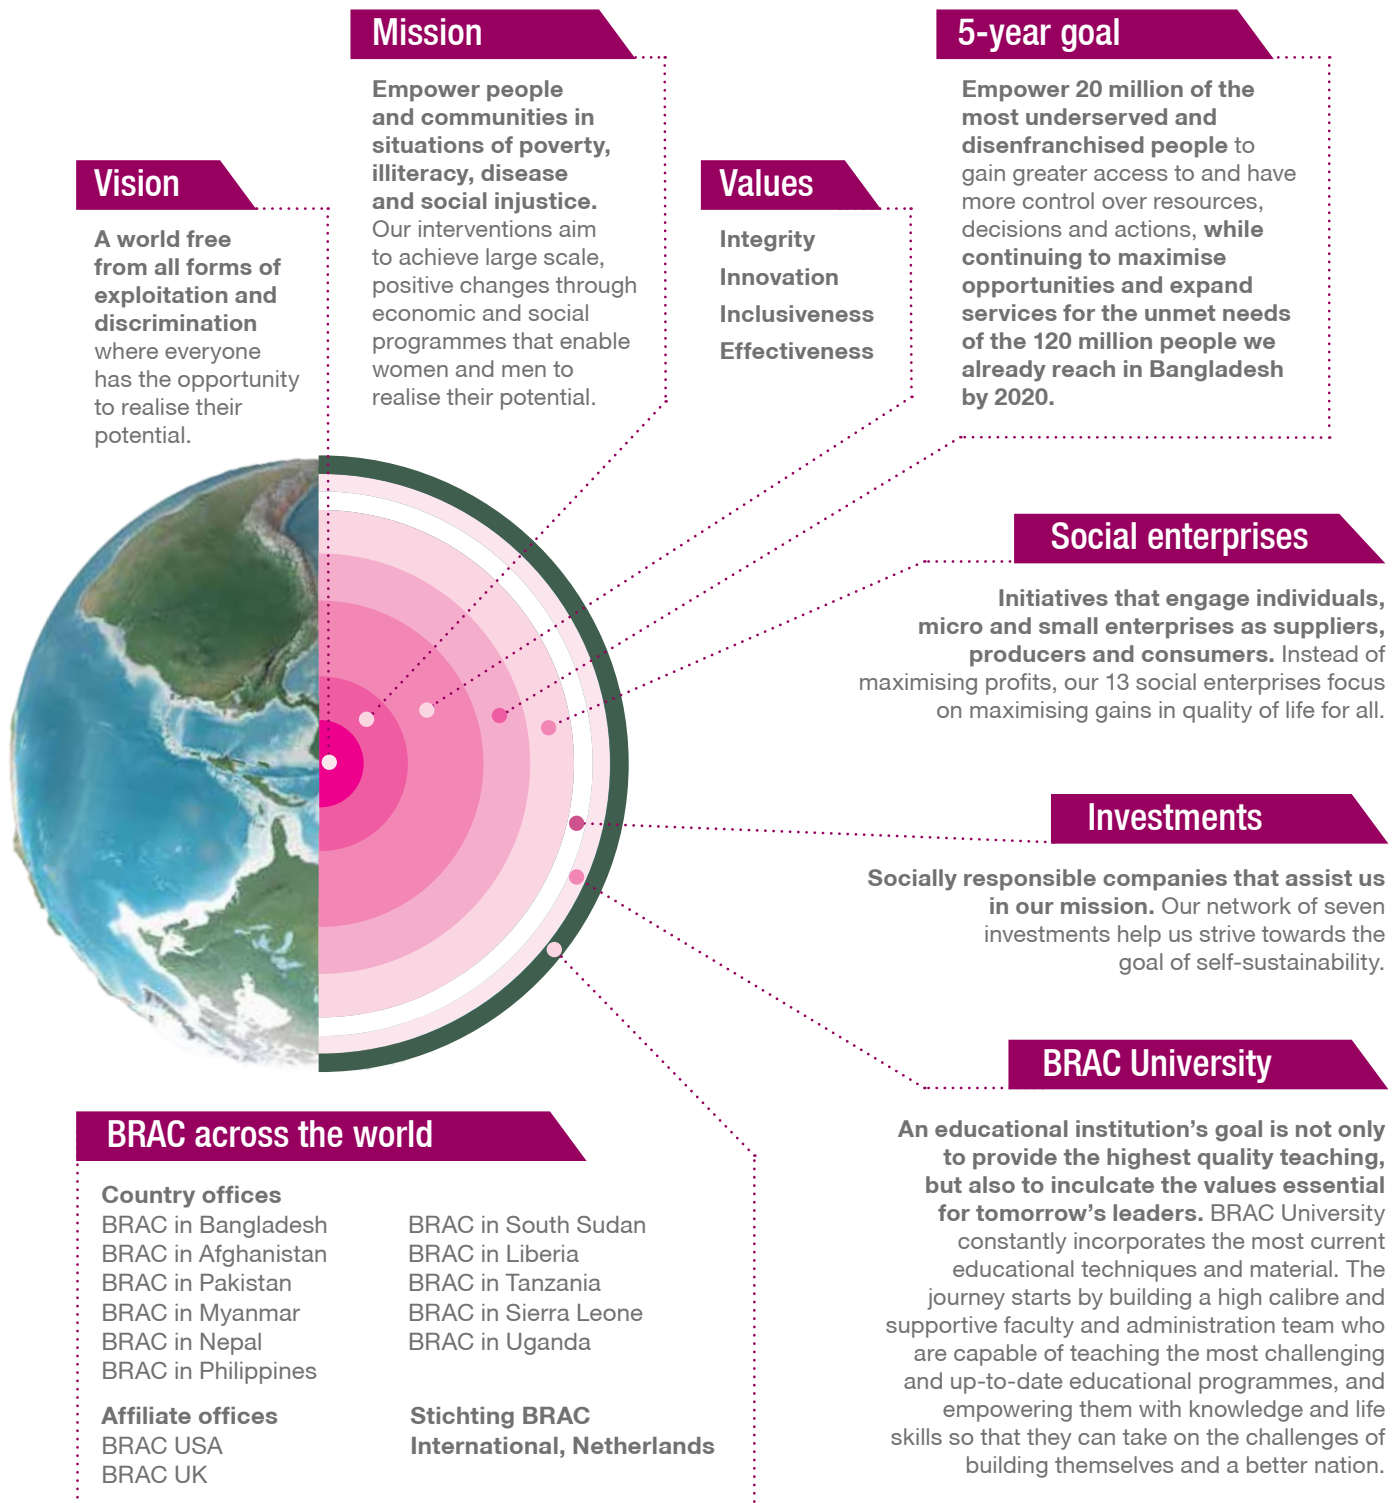 Mission
Empower people
and communities in
situations of poverty,
illiteracy, disease
and social injustice.
Our interventions aim
to achieve large scale,
positive changes through
economic and social
programmes that enable
women and men to
realise their potential.
5-year goal
Empower 20 million of the
most underserved and
disenfranchised people to
gain greater access to and have
more control over resources,
decisions and actions, while
continuing to maximise
opportunities and expand
services for the unmet needs
of the 120 million people we
already reach in Bangladesh
by 2020.
Vision
A world free
from all forms of
exploitation and
discrimination
where everyone
has the opportunity
to realise their
potential.
Values
Integrity
Innovation
Inclusiveness
Effectiveness
Social enterprises
Initiatives that engage individuals,
micro and small enterprises as suppliers,
producers and consumers. Instead of
maximising profits, our 13 social enterprises focus
on maximising gains in quality of life for all.
Investments
Socially responsible companies that assist us
in our mission. Our network of seven
investments help us strive towards the
goal of self-sustainability.
BRAC University
An educational institution’s goal is not only
to provide the highest quality teaching,
but also to inculcate the values essential
for tomorrow’s leaders. BRAC University
constantly incorporates the most current
educational techniques and material. The
journey starts by building a high calibre and
supportive faculty and administration team who
are capable of teaching the most challenging
and up-to-date educational programmes, and
empowering them with knowledge and life
skills so that they can take on the challenges of
building themselves and a better nation.
BRAC across the world
Country offices
BRAC in Bangladesh
BRAC in Afghanistan
BRAC in Pakistan
BRAC in Myanmar
BRAC in Nepal
BRAC in Philippines
BRAC in South Sudan
BRAC in Liberia
BRAC in Tanzania
BRAC in Sierra Leone
BRAC in Uganda
Affiliate offices
BRAC USA
BRAC UK
Stichting BRAC
International, Netherlands